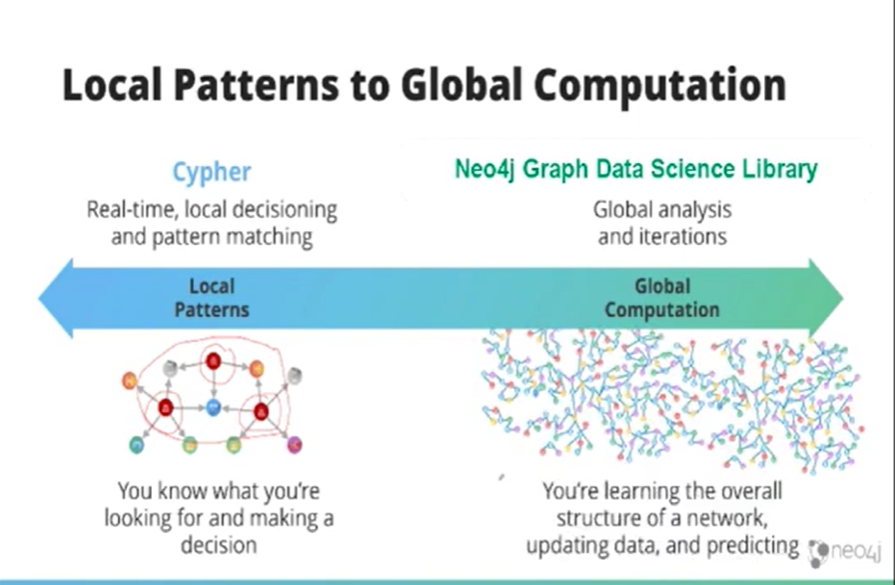 Local Patterns to Global Computation
Cypher
Real-time, local decisioning
and pattern matching
Neo4j Graph Data Science Library
Global analysis
and iterations
Local
Patterns
Global
Computation
You know what you're
looking for and making a
decision
You're learning the overall
structure of a network,
updating data, and predicting
neo4j